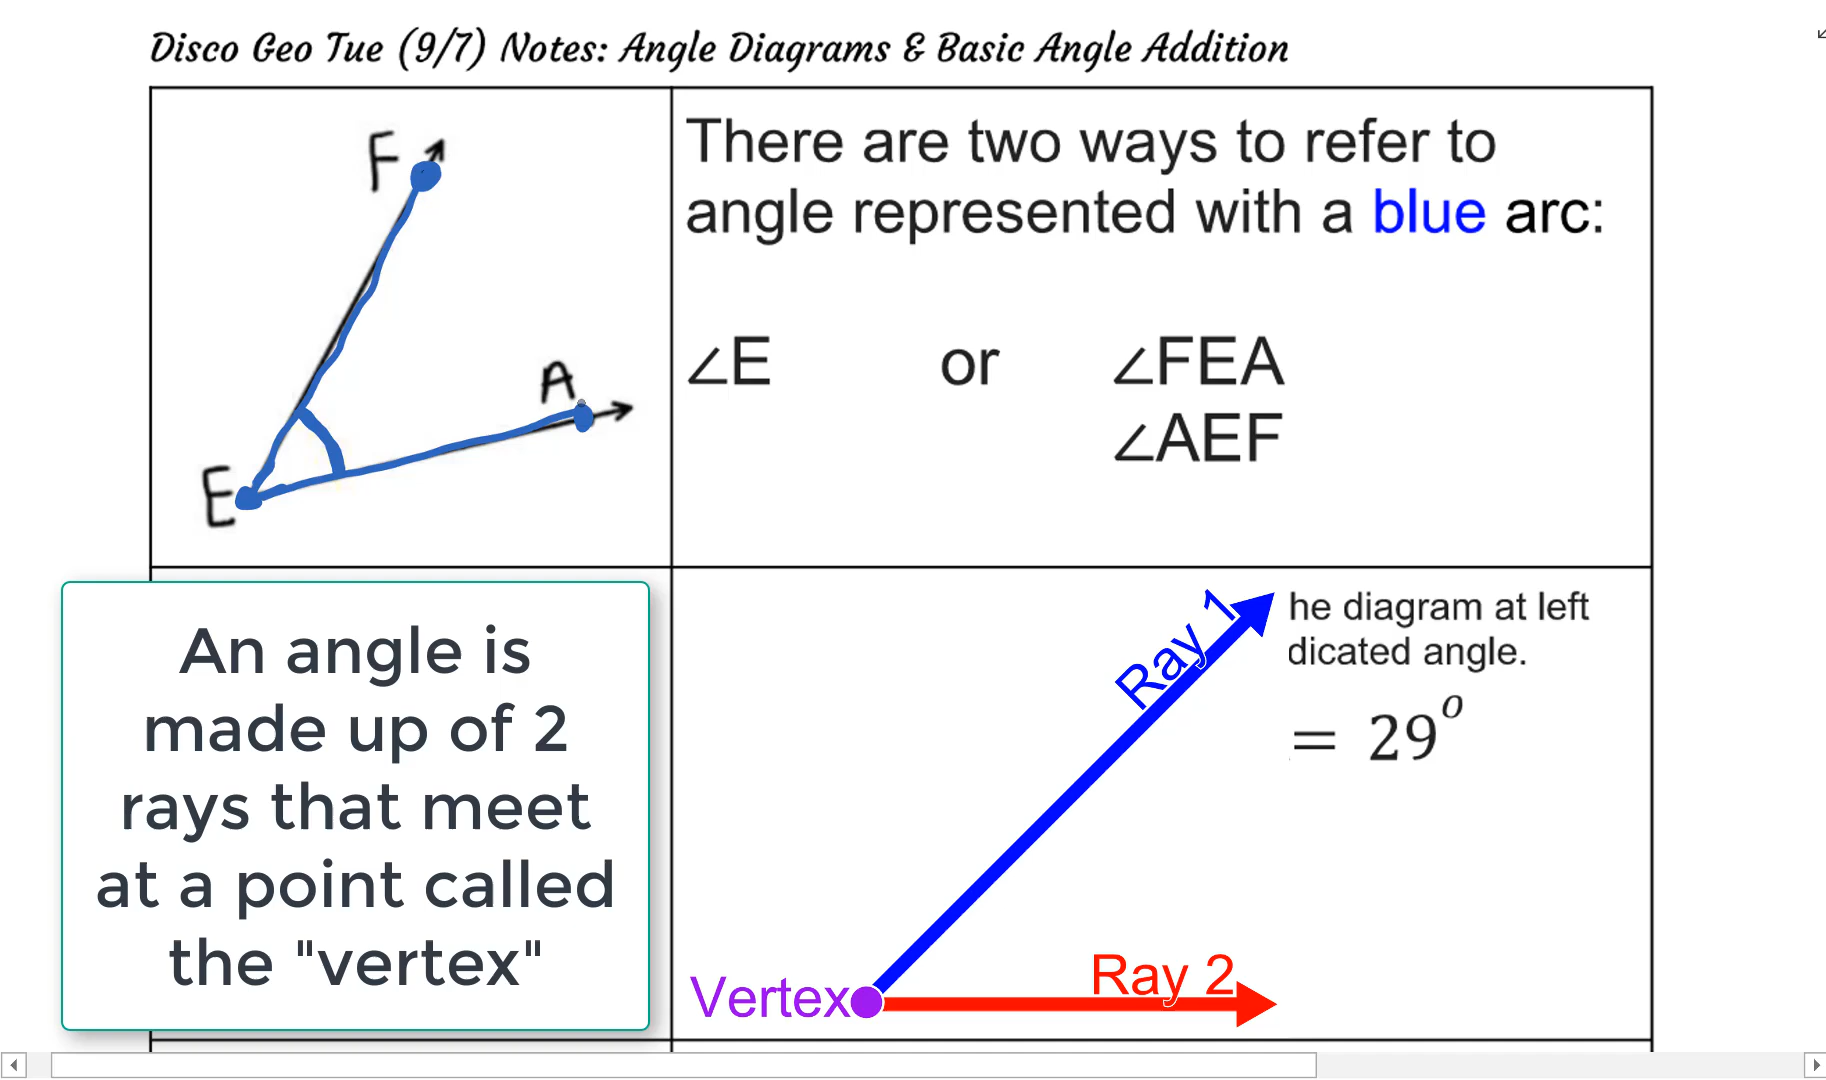 Disco Geo Tue (9/7) Notes: Angle Diagrams & Basic Angle Addition
F
A
E
There are two ways to refer to
angle represented with a blue arc:
∠E or ∠FEA
∠AEF
An angle is
made up of 2
rays that meet
at a point called
the "vertex"
Ray 1
he diagram at left
dicated angle.
= 29°
Ray 2
Vertex